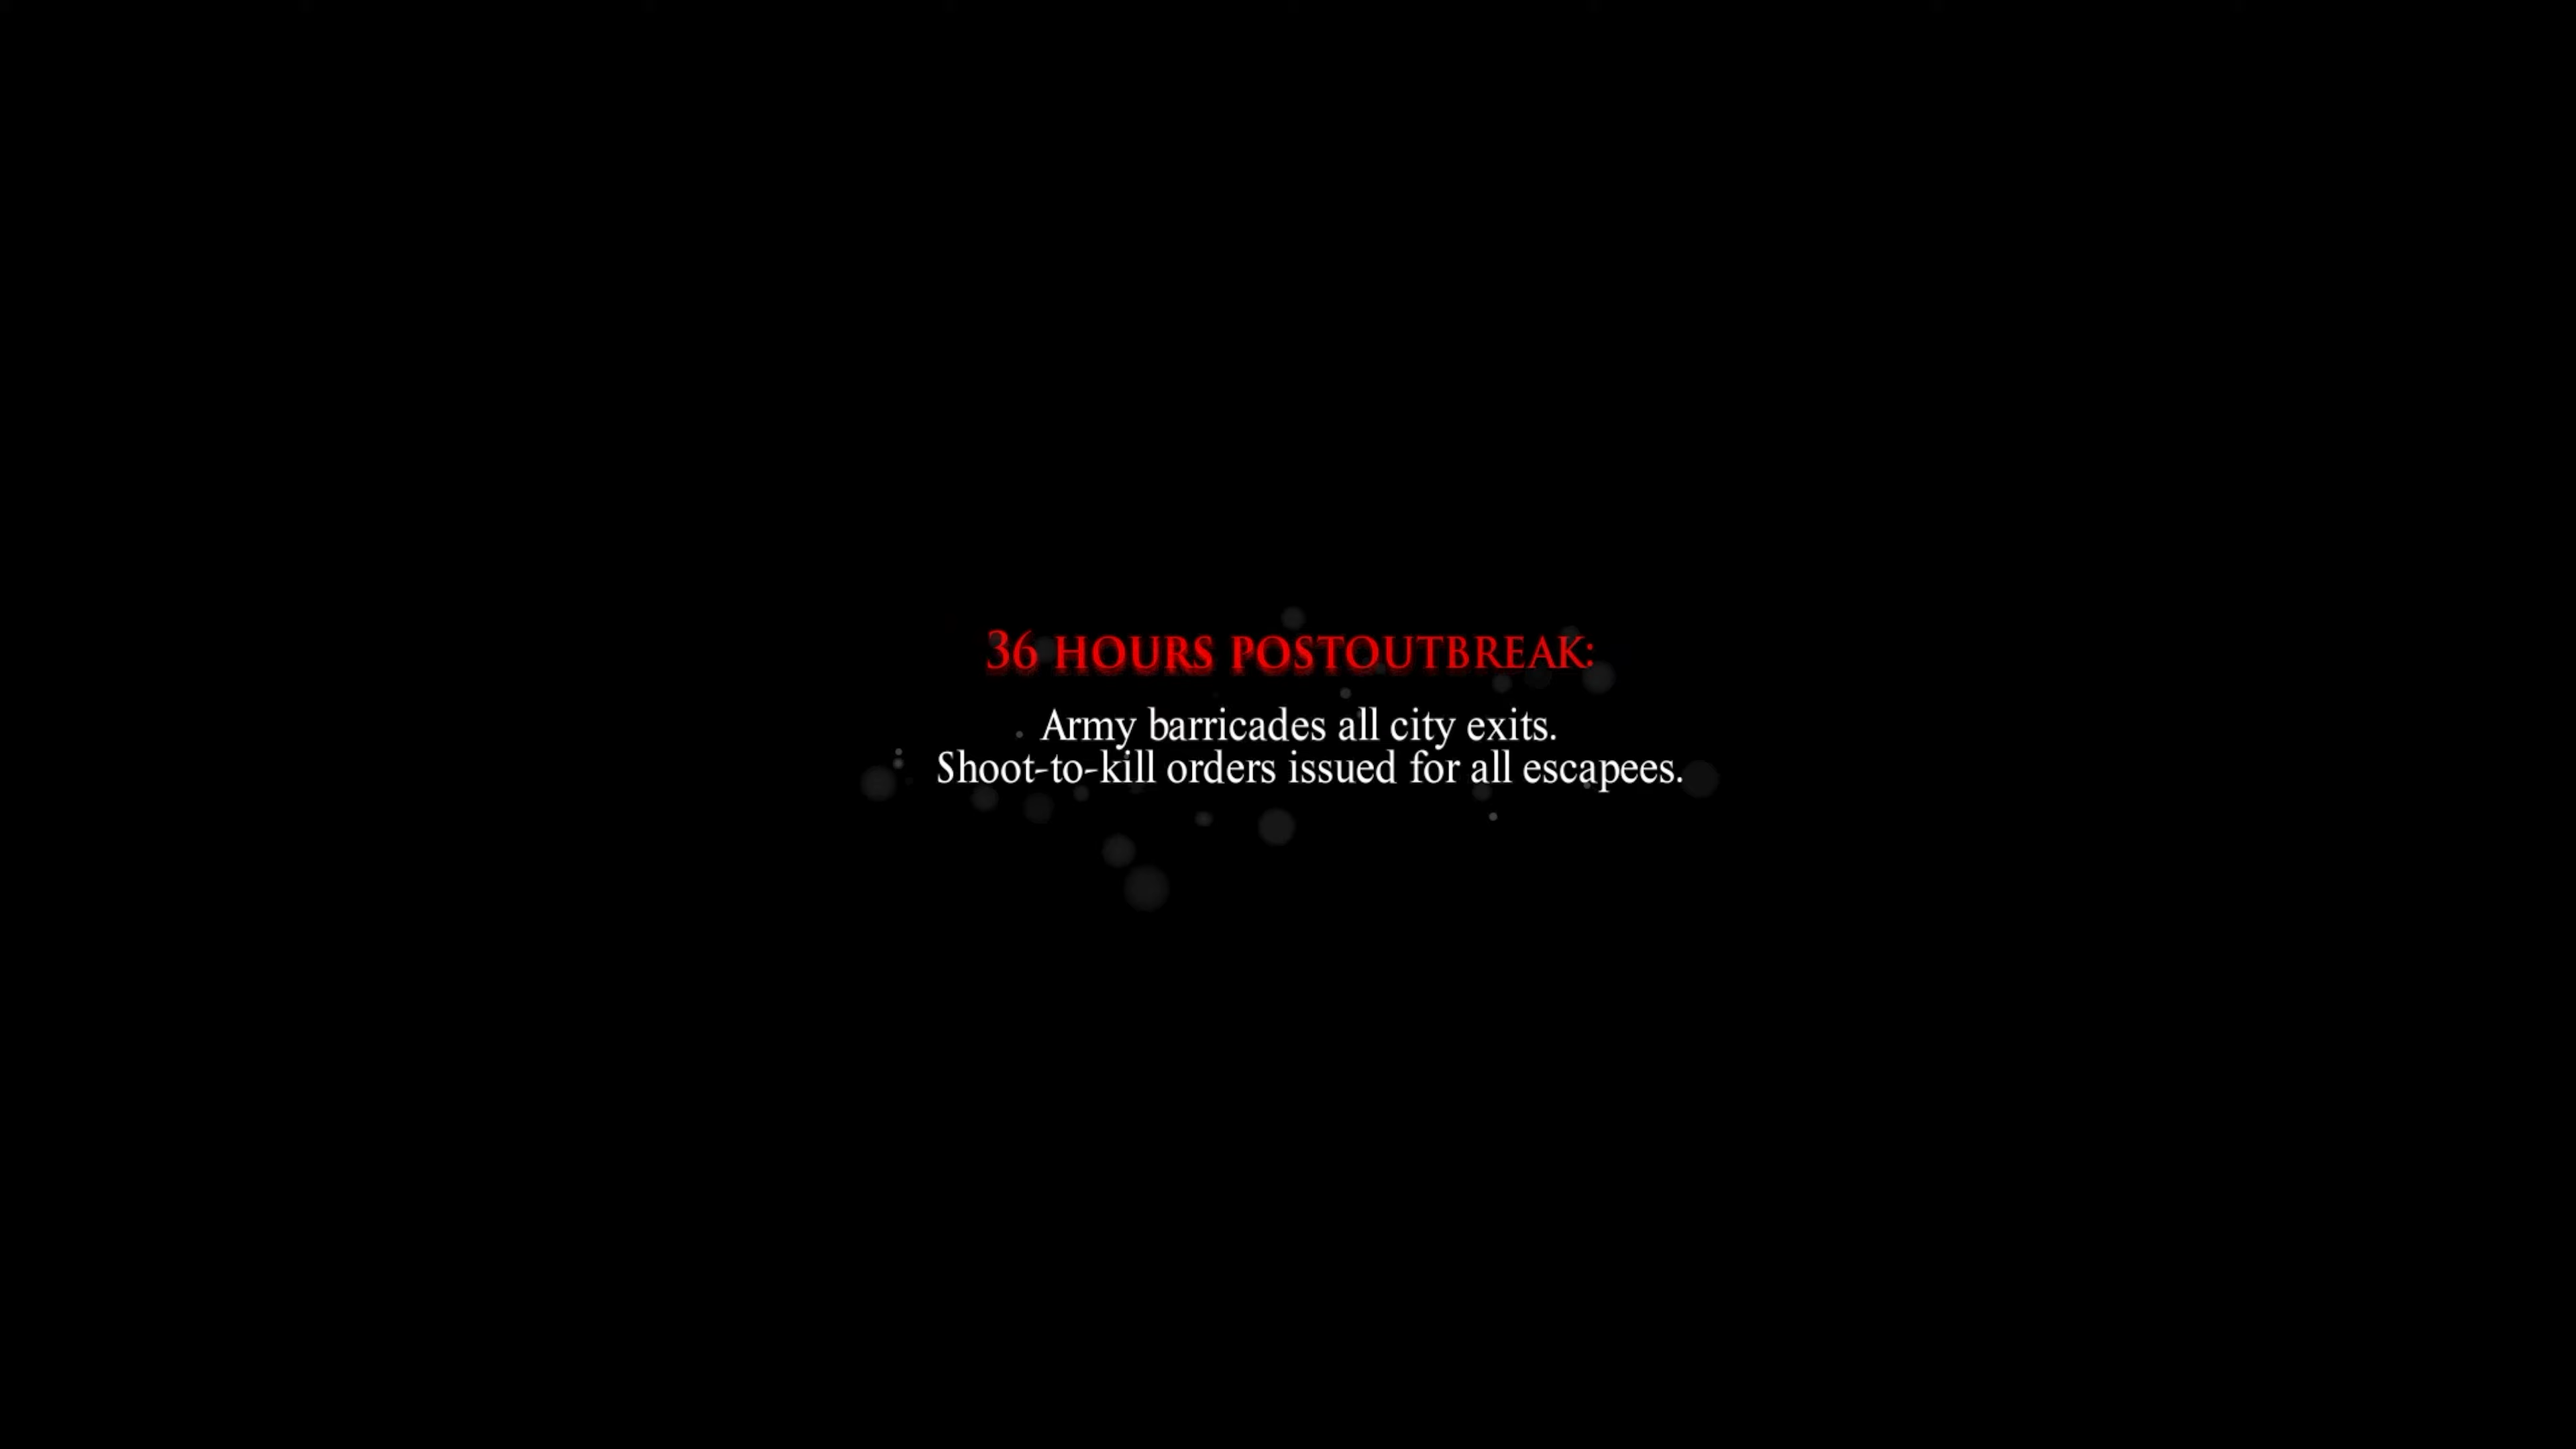 36 HOURS POSTOUTBREAK:
Army barricades all city exits.
Shoot-to-kill orders issued for all escapees.